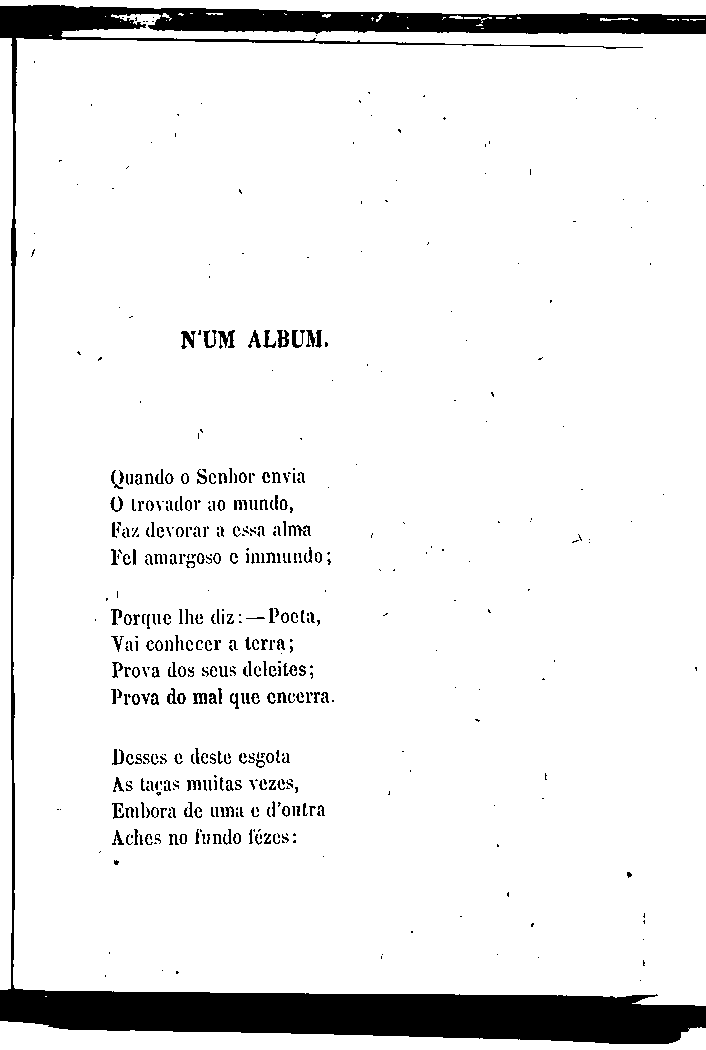 N'UM ALBUM.
Quando o Senhor envia
O trovador ao mundo,
Faz devorar a essa alma
Fel amargoso e immundo;
Porque lhe diz:—Poeta,
Vai conhecer a terra;
Prova dos seus deleites;
Prova do mal que encerra.
Desses e deste esgota
As taças muitas vezes,
Embora de uma e d'outra
Aches no fundo fézes: